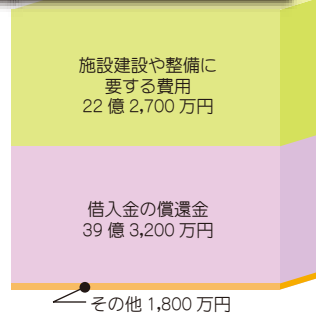 施設建設や整備に
要する費用
22 億 2,700 万円
借入金の償還金
39 億 3,200 万円
その他 1,800 万円